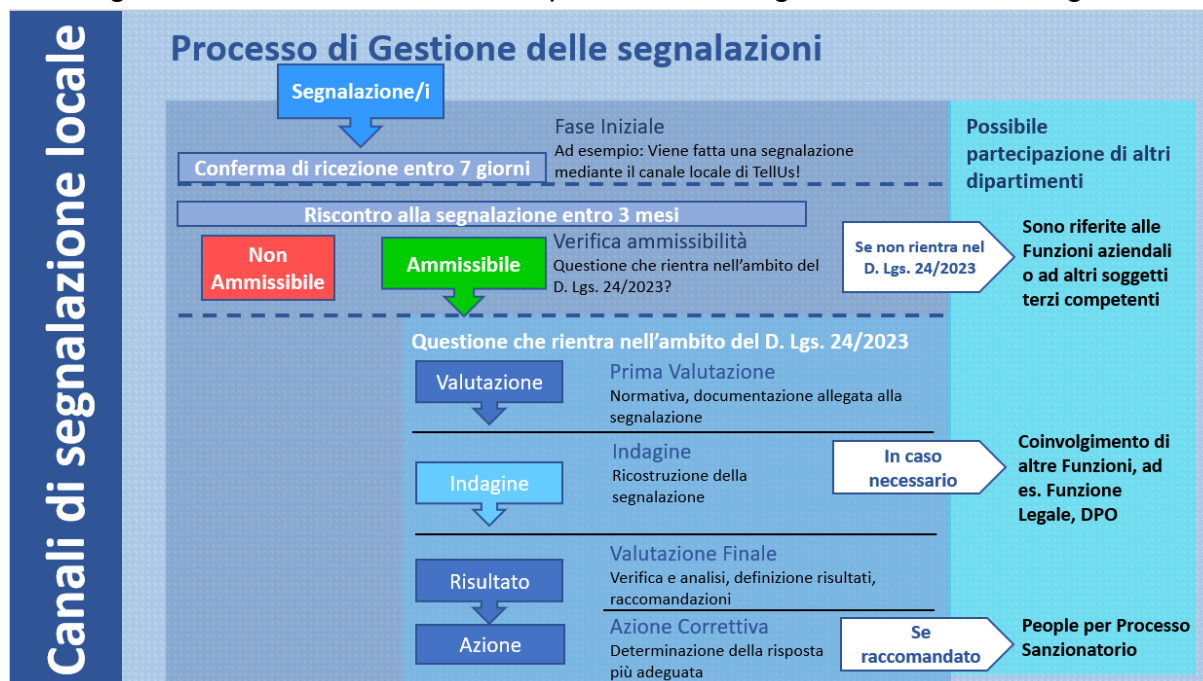 Canali di segnalazione locale
Processo di Gestione delle segnalazioni
Segnalazione/i
Conferma di ricezione entro 7 giorni
Fase Iniziale
Ad esempio: Viene fatta una segnalazione
mediante il canale locale di TellUs!
Possibile
partecipazione di altri
dipartimenti
Riscontro alla segnalazione entro 3 mesi
Non
Ammissibile
Ammissibile
Verifica ammissibilità
Questione che rientra nell'ambito del
D. Lgs. 24/2023?
Se non rientra nel
D. Lgs. 24/2023
Sono riferite alle
Funzioni aziendali
o ad altri soggetti
terzi competenti
Questione che rientra nell'ambito del D. Lgs. 24/2023
Valutazione
Prima Valutazione
Normativa, documentazione allegata alla
segnalazione
Indagine
Indagine
Ricostruzione della
segnalazione
In caso
necessario
Coinvolgimento di
altre Funzioni, ad
es. Funzione
Legale, DPO
Risultato
Valutazione Finale
Verifica e analisi, definizione risultati,
raccomandazioni
Azione
Azione Correttiva
Determinazione della risposta
più adeguata
Se
raccomandato
People per Processo
Sanzionatorio